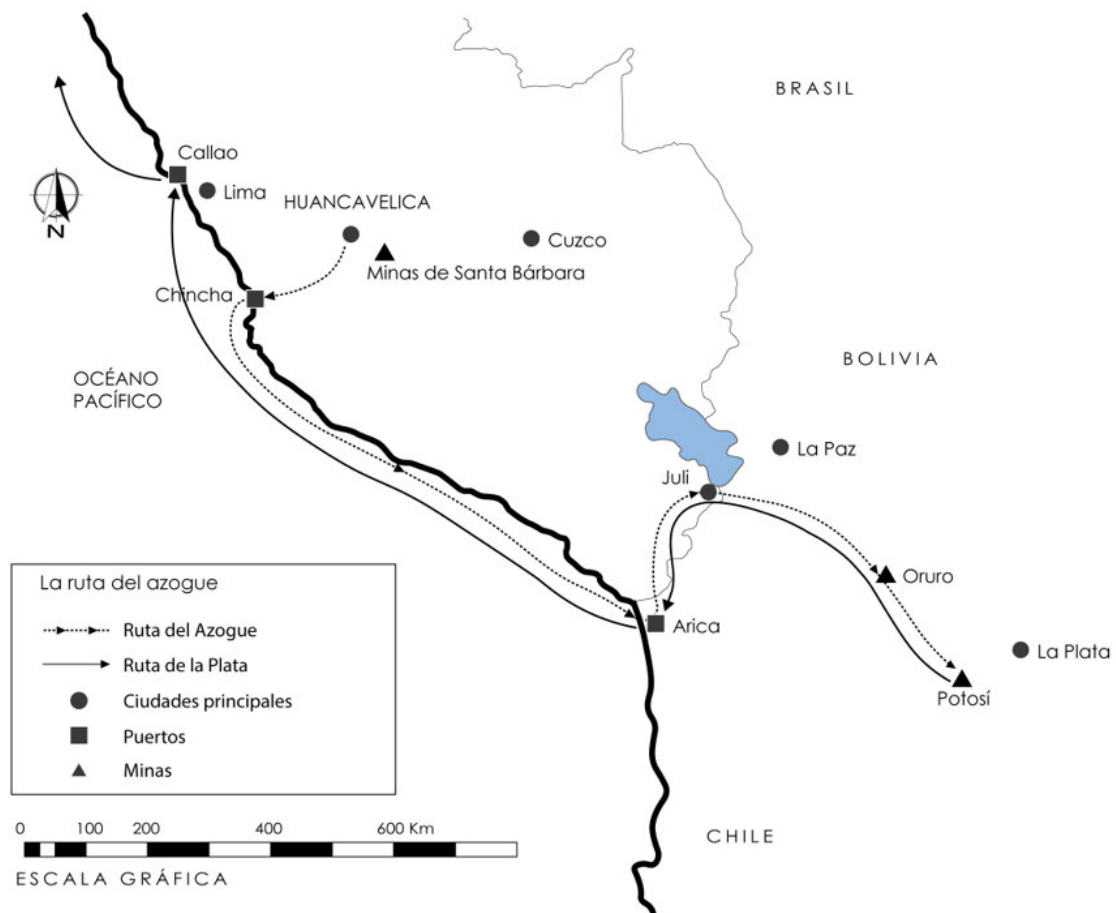 BRASIL
Callao
Lima
HUANCAVELICA
Cuzco
N
Minas de Santa Bárbara
Chincha
BOLIVIA
OCÉANO
PACÍFICO
La Paz
Juli
La ruta del azogue
Oruro
Ruta del Azogue
Arica
Ruta de la Plata
La Plata
Ciudades principales
Potosí
Puertos
Minas
0 100 200 400 600 Km
CHILE
ESCALA GRÁFICA